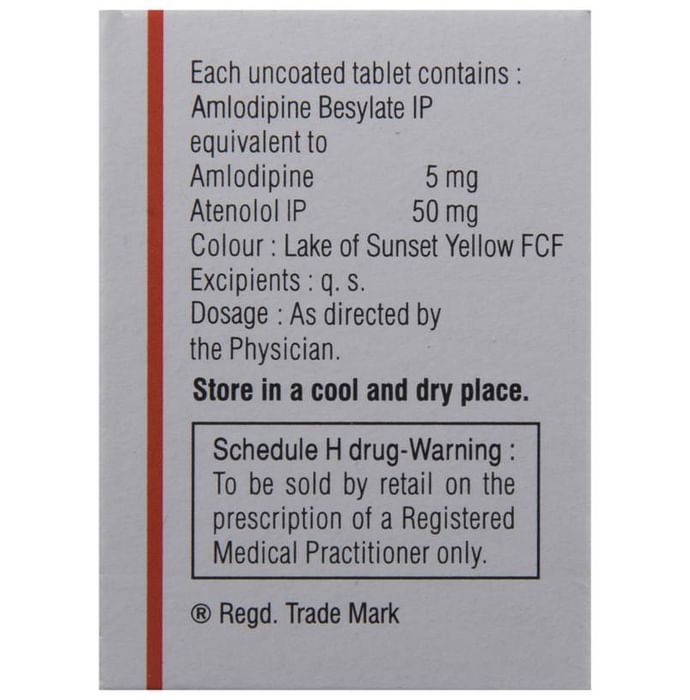 Each uncoated tablet contains :
Amlodipine Besylate IP
equivalent to
Amlodipine 5 mg
Atenolol IP 50 mg
Colour : Lake of Sunset Yellow FCF
Excipients : q. s.
Dosage : As directed by
the Physician.
Store in a cool and dry place.
Schedule H drug-Warning :
To be sold by retail on the
prescription of a Registered
Medical Practitioner only.
® Regd. Trade Mark